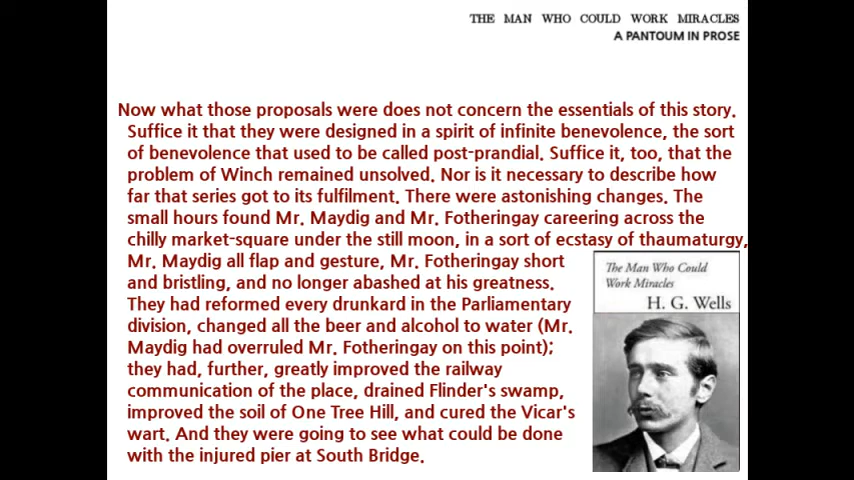 THE MAN WHO COULD WORK MIRACLES
A PANTOUM IN PROSE
Now what those proposals were does not concern the essentials of this story.
Suffice it that they were designed in a spirit of infinite benevolence, the sort
of benevolence that used to be called post-prandial. Suffice it, too, that the
problem of Winch remained unsolved. Nor is it necessary to describe how
far that series got to its fulfilment. There were astonishing changes. The
small hours found Mr. Maydig and Mr. Fotheringay careering across the
chilly market-square under the still moon, in a sort of ecstasy of thaumaturgy,
Mr. Maydig all flap and gesture, Mr. Fotheringay short
and bristling, and no longer abashed at his greatness.
They had reformed every drunkard in the Parliamentary
division, changed all the beer and alcohol to water (Mr.
Maydig had overruled Mr. Fotheringay on this point);
they had, further, greatly improved the railway
communication of the place, drained Flinder's swamp,
improved the soil of One Tree Hill, and cured the Vicar's
wart. And they were going to see what could be done
with the injured pier at South Bridge.
The Man Who Could
Work Miracles
H. G. Wells